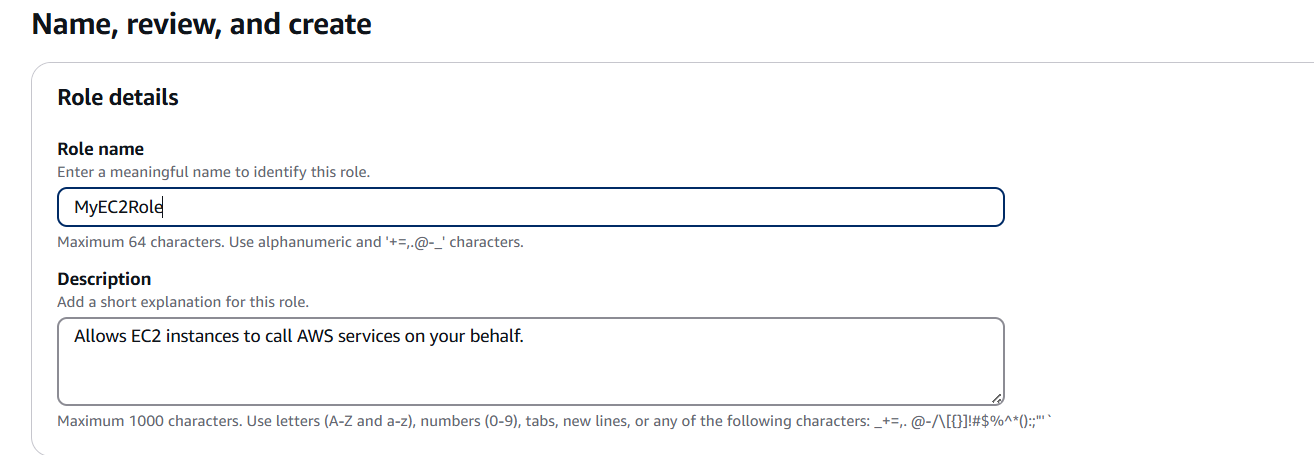 Name, review, and create
Role details
Role name
Enter a meaningful name to identify this role.
MyEC2Role
Maximum 64 characters. Use alphanumeric and '+=,.@-_' characters.
Description
Add a short explanation for this role.
Allows EC2 instances to call AWS services on your behalf.
Maximum 1000 characters. Use letters (A-Z and a-z), numbers (0-9), tabs, new lines, or any of the following characters: _+=,. @-/\[{}]!#$%^*():;"'`